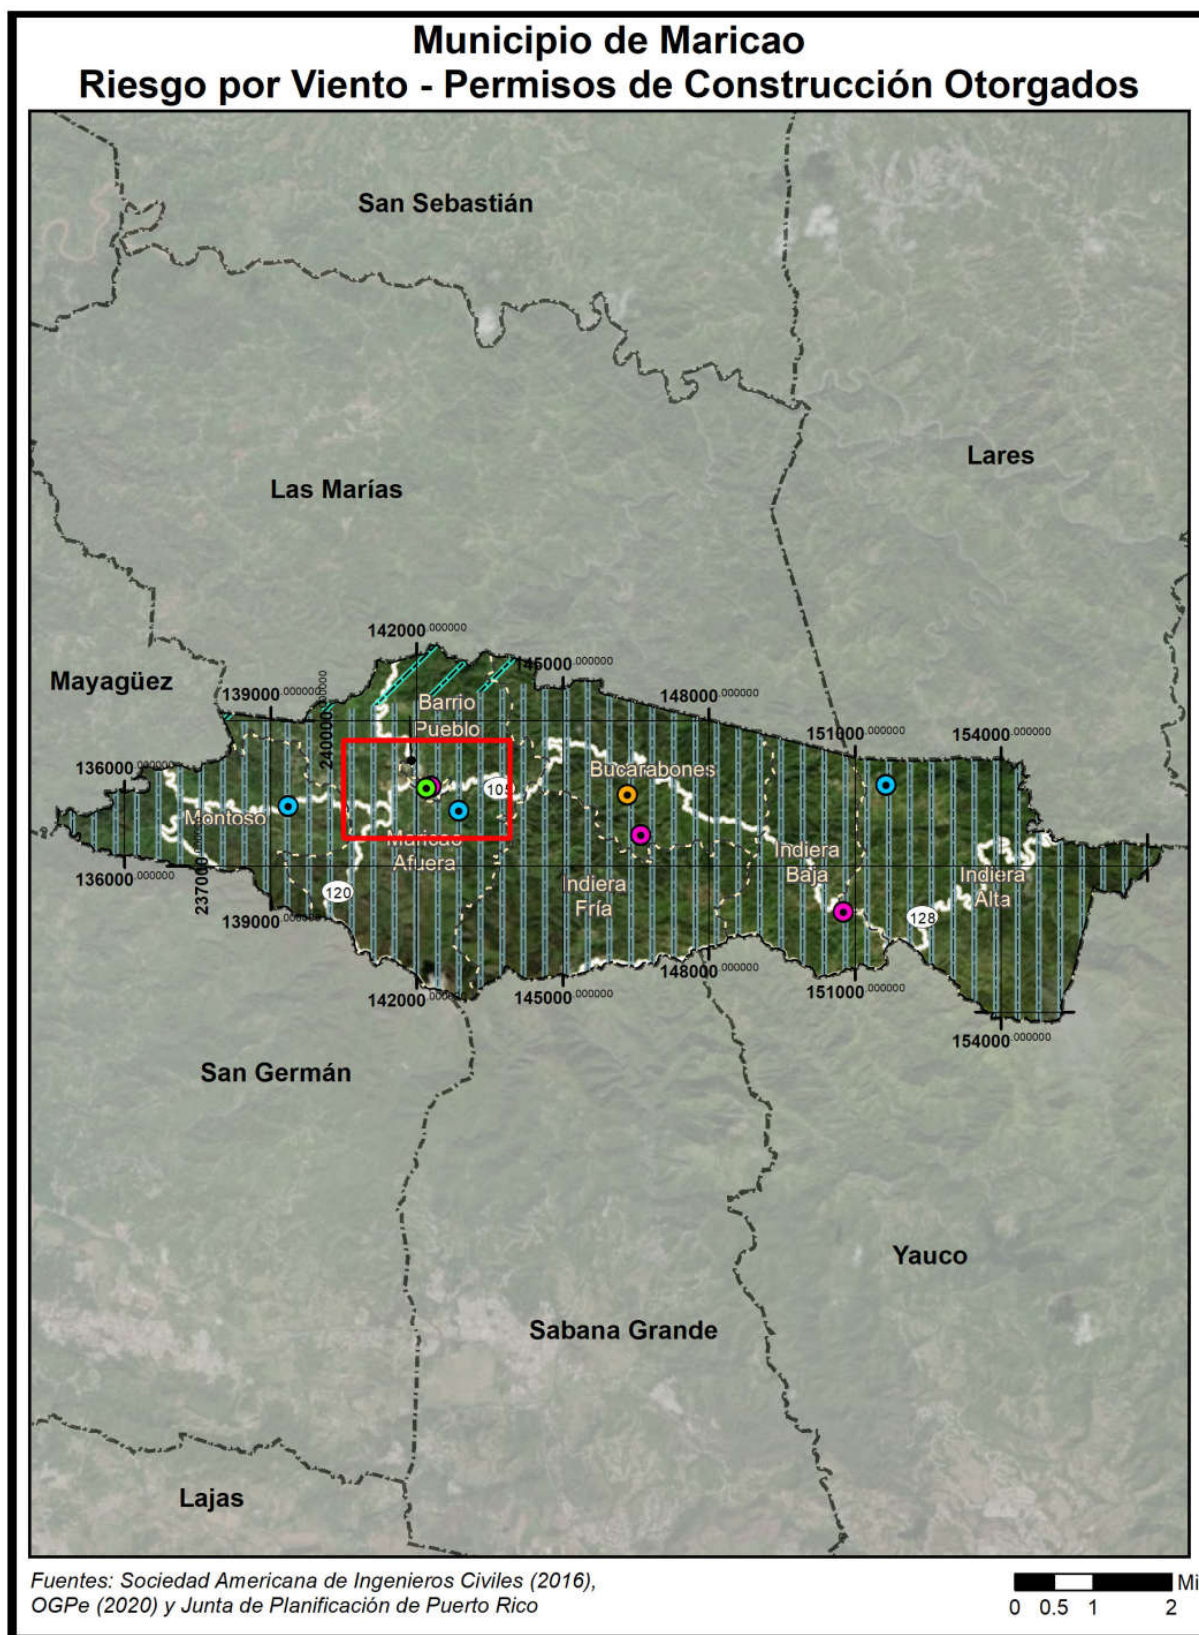 Municipio de Maricao
Riesgo por Viento - Permisos de Construcción Otorgados
San Sebastián
Lares
Las Marías
142000.000000
145000.000000
Mayagüez
139000.000000
240000.000000
Barrio
Pueblo
148000.000000
151000.000000
154000.000000
136000.000000
Bucarabones
105
Montoso
Maricao
Afuera
Indiera
Baja
136000.000000
237000.000000
120
Indiera
Fría
Indiera
Alta
139000.000000
128
148000.000000
142000.000000
145000.000000
151000.000000
154000.000000
San Germán
Yauco
Sabana Grande
Lajas
Fuentes: Sociedad Americana de Ingenieros Civiles (2016),
OGPe (2020) y Junta de Planificación de Puerto Rico
Mi
0 0.5 1 2